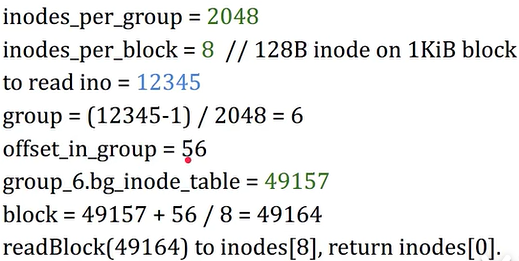 inodes_per_group = 2048
inodes_per_block = 8 // 128B inode on 1KiB block
to read ino = 12345
group = (12345-1) / 2048 = 6
offset_in_group = 56
group_6.bg_inode_table = 49157
block = 49157 + 56 / 8 = 49164
readBlock(49164) to inodes[8], return inodes[0].